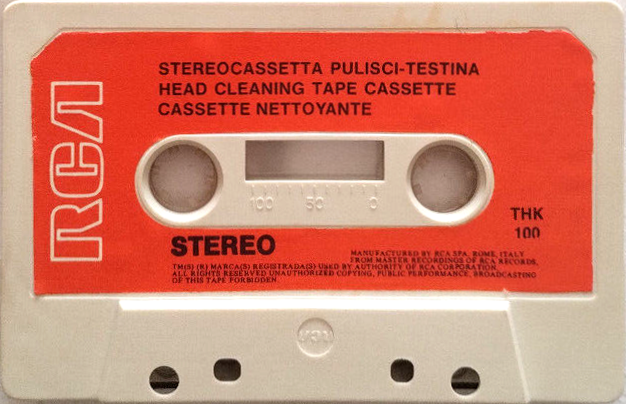 RCA
STEREOCASSETTA PULISCI-TESTINA
HEAD CLEANING TAPE CASSETTE
CASSETTE NETTOYANTE
100 50 0
THK
100
STEREO
MANUFACTURED BY RCA SPA, ROME, ITALY
FROM MASTER RECORDINGS OF RCA RECORDS.
TM(S) (R) MARCA(S) REGISTRADA(S) USED BY AUTHORITY OF RCA CORPORATION.
ALL RIGHTS RESERVED UNAUTHORIZED COPYING, PUBLIC PERFORMANCE, BROADCASTING
OF THIS TAPE FORBIDDEN.